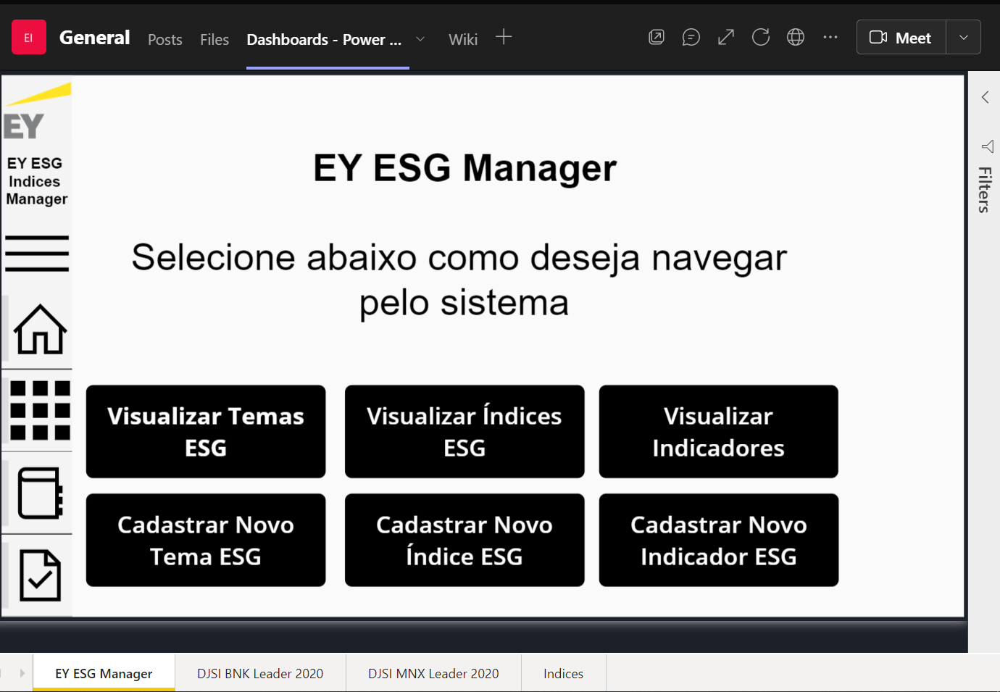 EI
General
Posts
Files
Dashboards - Power ...
Wiki
Meet
EY
EY ESG
Indices
Manager
EY ESG Manager
Selecione abaixo como deseja navegar
pelo sistema
Visualizar Temas
ESG
Visualizar Índices
ESG
Visualizar
Indicadores
Cadastrar Novo
Tema ESG
Cadastrar Novo
Índice ESG
Cadastrar Novo
Indicador ESG
Filters
EY ESG Manager
DJSI BNK Leader 2020
DJSI MNX Leader 2020
Indices